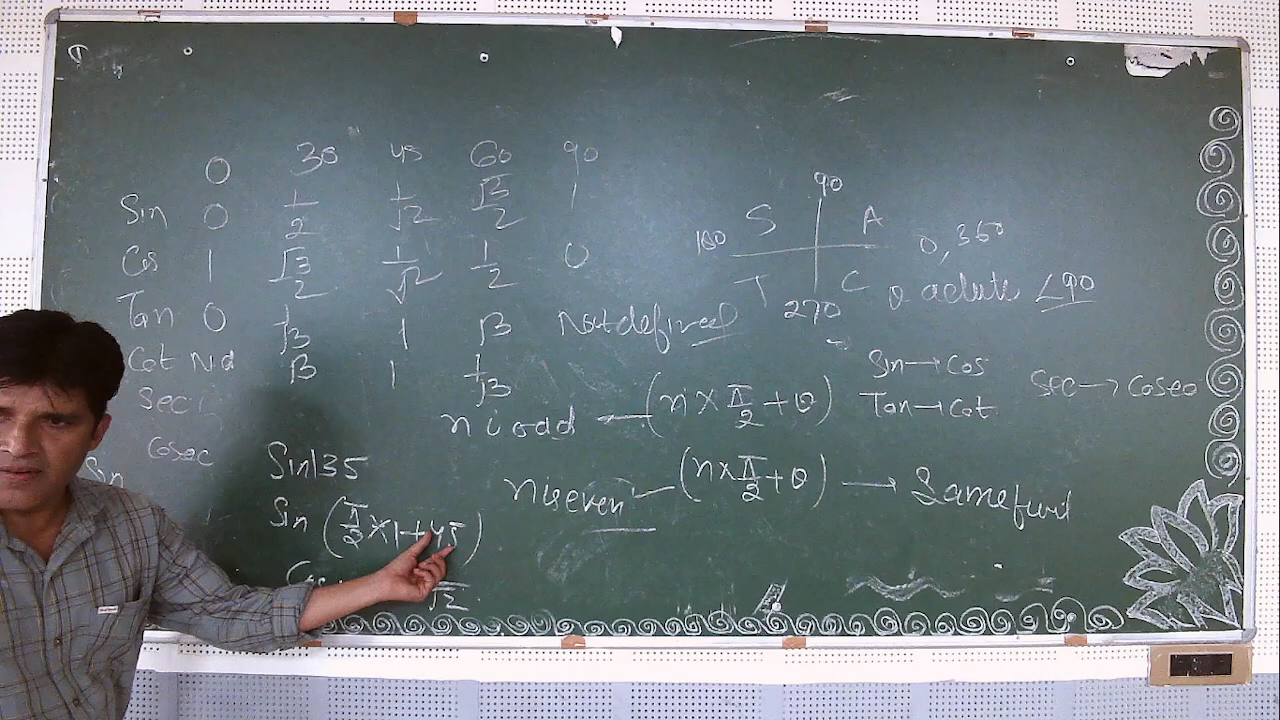 0 30 45 60 90
Sin 0 1/2 1/√2 √3/2 1
Cos 1 √3/2 1/√2 1/2 0
Tan 0 1/√3 1 √3 Not defined
Cot Nd √3 1 1/√3
Sec
Cosec
Sin
Sin135
Sin (π/2 × 1 + 45)
√2
90
S A
180 0, 360
T C
270
θ acute ∠90
Sin → Cos
Tan → Cot
Sec → Cosec
n i odd — (n × π/2 + θ)
n is even — (n × π/2 + θ) → Same